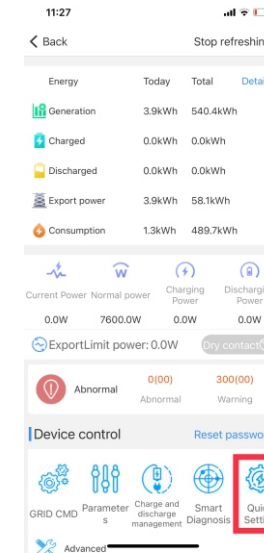 11:27
Back Stop refreshin
Energy Today Total Detai
Generation 3.9kWh 540.4kWh
Charged 0.0kWh 0.0kWh
Discharged 0.0kWh 0.0kWh
Export power 3.9kWh 58.1kWh
Consumption 1.3kWh 489.7kWh
W
Current Power Normal power Charging Power Dischargi Power
0.0W 7600.0W 0.0W 0.0W
ExportLimit power: 0.0W Dry contact
Abnormal 0(00) 300(00)
Abnormal Warning
Device control Reset passwo
GRID CMD Parameter s Charge and discharge management Smart Diagnosis Quic Setti
Advanced